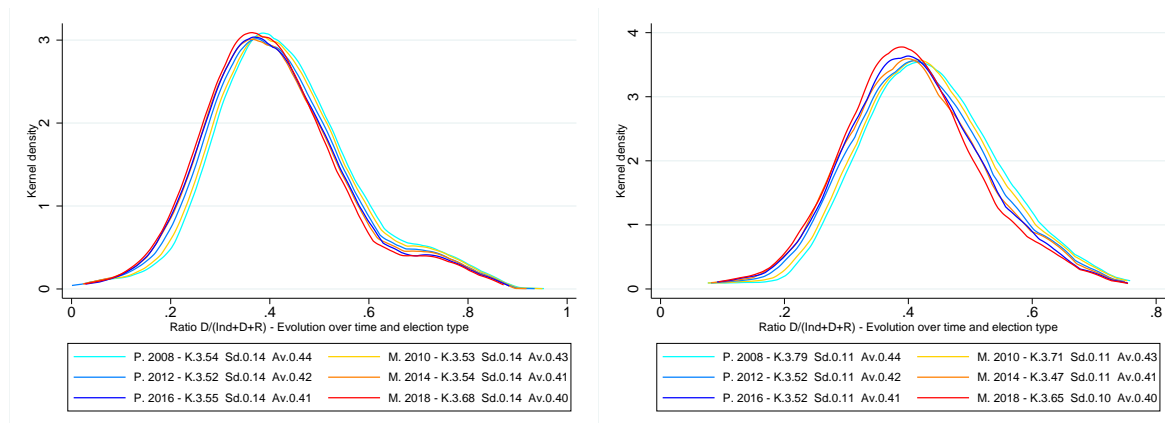 Kernel density
3
2
1
0
0 .2 .4 .6 .8 1
Ratio D/(Ind+D+R) - Evolution over time and election type
P. 2008 - K.3.54 Sd.0.14 Av.0.44 M. 2010 - K.3.53 Sd.0.14 Av.0.43
P. 2012 - K.3.52 Sd.0.14 Av.0.42 M. 2014 - K.3.54 Sd.0.14 Av.0.41
P. 2016 - K.3.55 Sd.0.14 Av.0.41 M. 2018 - K.3.68 Sd.0.14 Av.0.40
Kernel density
4
3
2
1
0
0 .2 .4 .6 .8
Ratio D/(Ind+D+R) - Evolution over time and election type
P. 2008 - K.3.79 Sd.0.11 Av.0.44 M. 2010 - K.3.71 Sd.0.11 Av.0.43
P. 2012 - K.3.52 Sd.0.11 Av.0.42 M. 2014 - K.3.47 Sd.0.11 Av.0.41
P. 2016 - K.3.52 Sd.0.11 Av.0.41 M. 2018 - K.3.65 Sd.0.10 Av.0.40